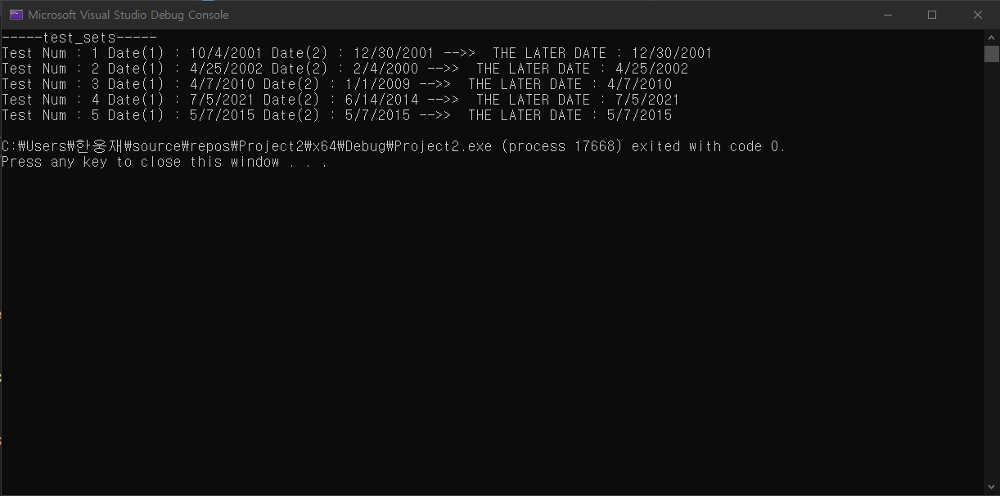 Microsoft Visual Studio Debug Console
-----test_sets-----
Test Num : 1 Date(1) : 10/4/2001 Date(2) : 12/30/2001 -->>  THE LATER DATE : 12/30/2001
Test Num : 2 Date(1) : 4/25/2002 Date(2) : 2/4/2000 -->>  THE LATER DATE : 4/25/2002
Test Num : 3 Date(1) : 4/7/2010 Date(2) : 1/1/2009 -->>  THE LATER DATE : 4/7/2010
Test Num : 4 Date(1) : 7/5/2021 Date(2) : 6/14/2014 -->>  THE LATER DATE : 7/5/2021
Test Num : 5 Date(1) : 5/7/2015 Date(2) : 5/7/2015 -->>  THE LATER DATE : 5/7/2015
C:₩Users₩한웅재₩source₩repos₩Project2₩x64₩Debug₩Project2.exe (process 17668) exited with code 0.
Press any key to close this window . . .